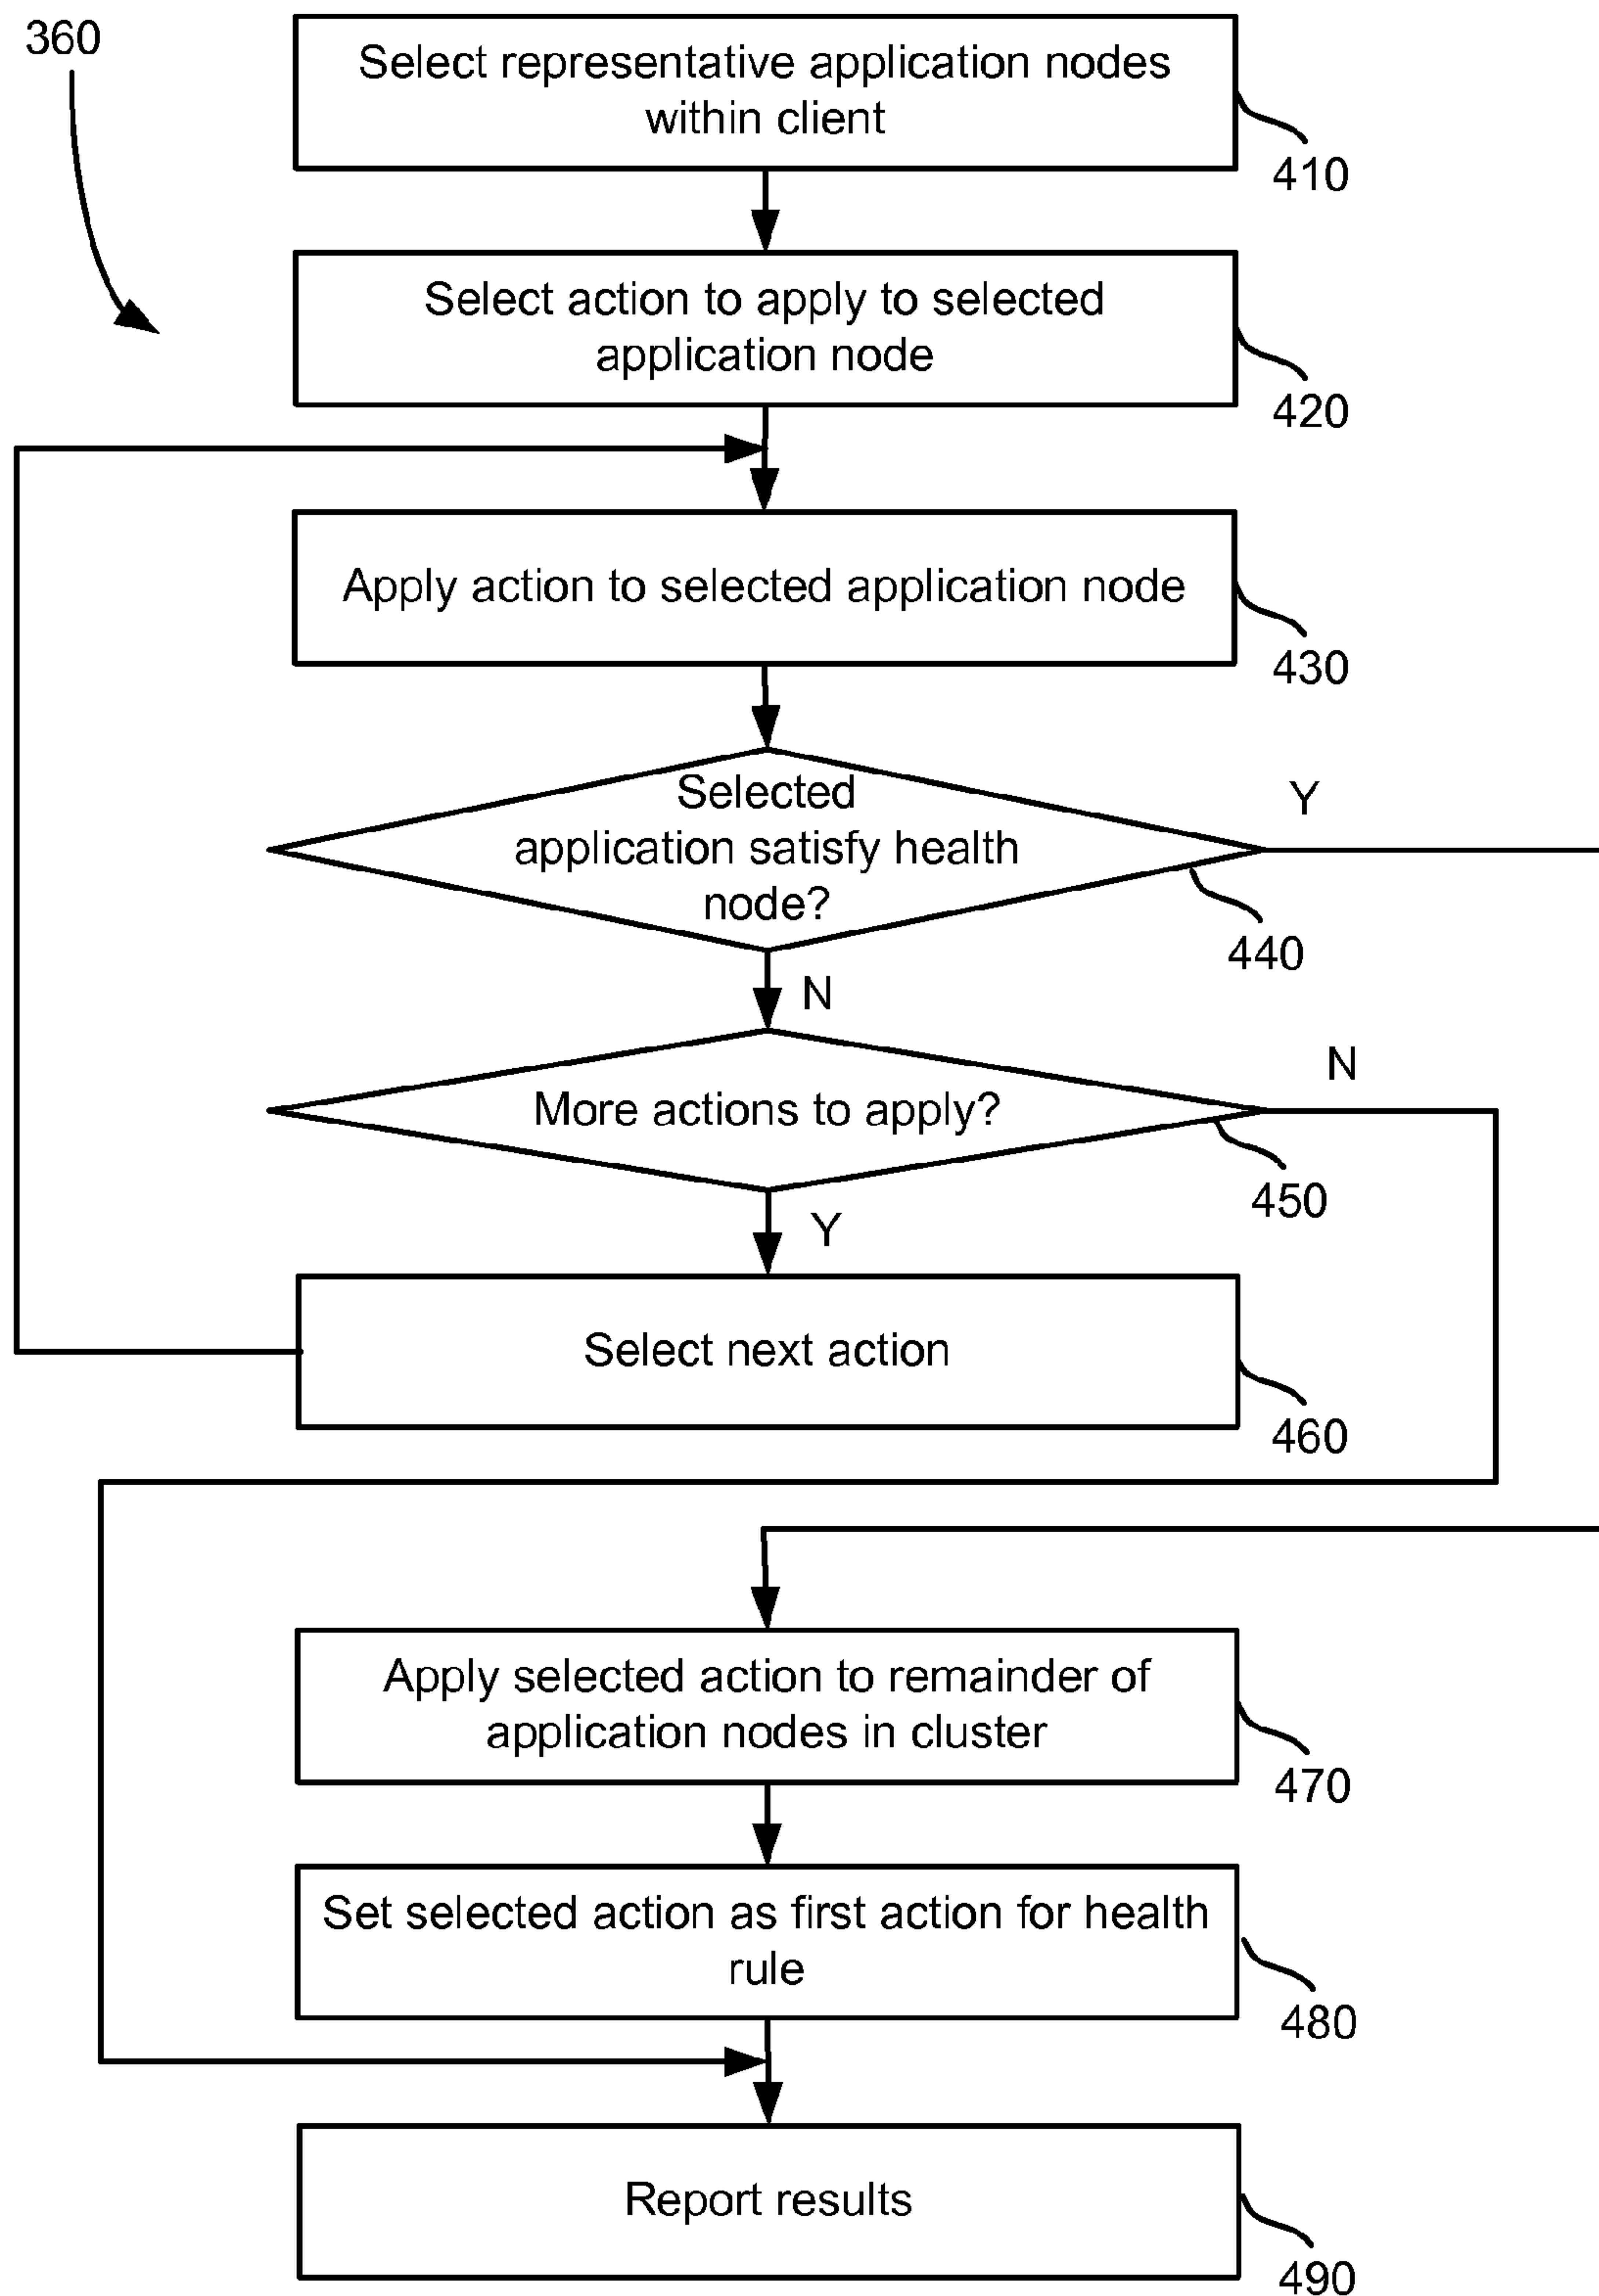 360
Select representative application nodes
within client
410
Select action to apply to selected
application node
420
Apply action to selected application node
430
Selected
application satisfy health
node?
Y
440
N
More actions to apply?
N
450
Y
Select next action
460
Apply selected action to remainder of
application nodes in cluster
470
Set selected action as first action for health
rule
480
Report results
490